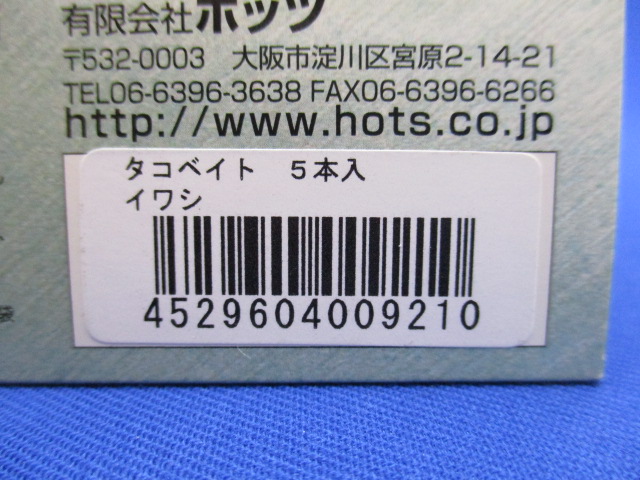 有限会社ホッツ
〒532-0003 大阪市淀川区宮原2-14-21
TEL06-6396-3638 FAX06-6396-6266
http://www.hots.co.jp
タコベイト 5本入
イワシ
4529604009210